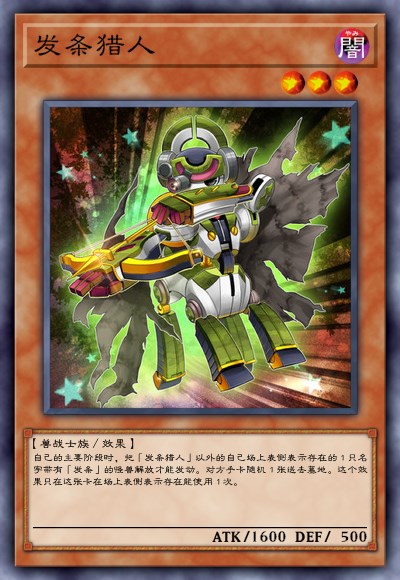 发条猎人
やみ
闇
【兽战士族／效果】
自己的主要阶段时，把「发条猎人」以外的自己场上表侧表示存在的1只名
字带有「发条」的怪兽解放才能发动。对方手卡随机1张送去墓地。这个效
果只在这张卡在场上表侧表示存在能使用1次。
ATK/1600 DEF/ 500